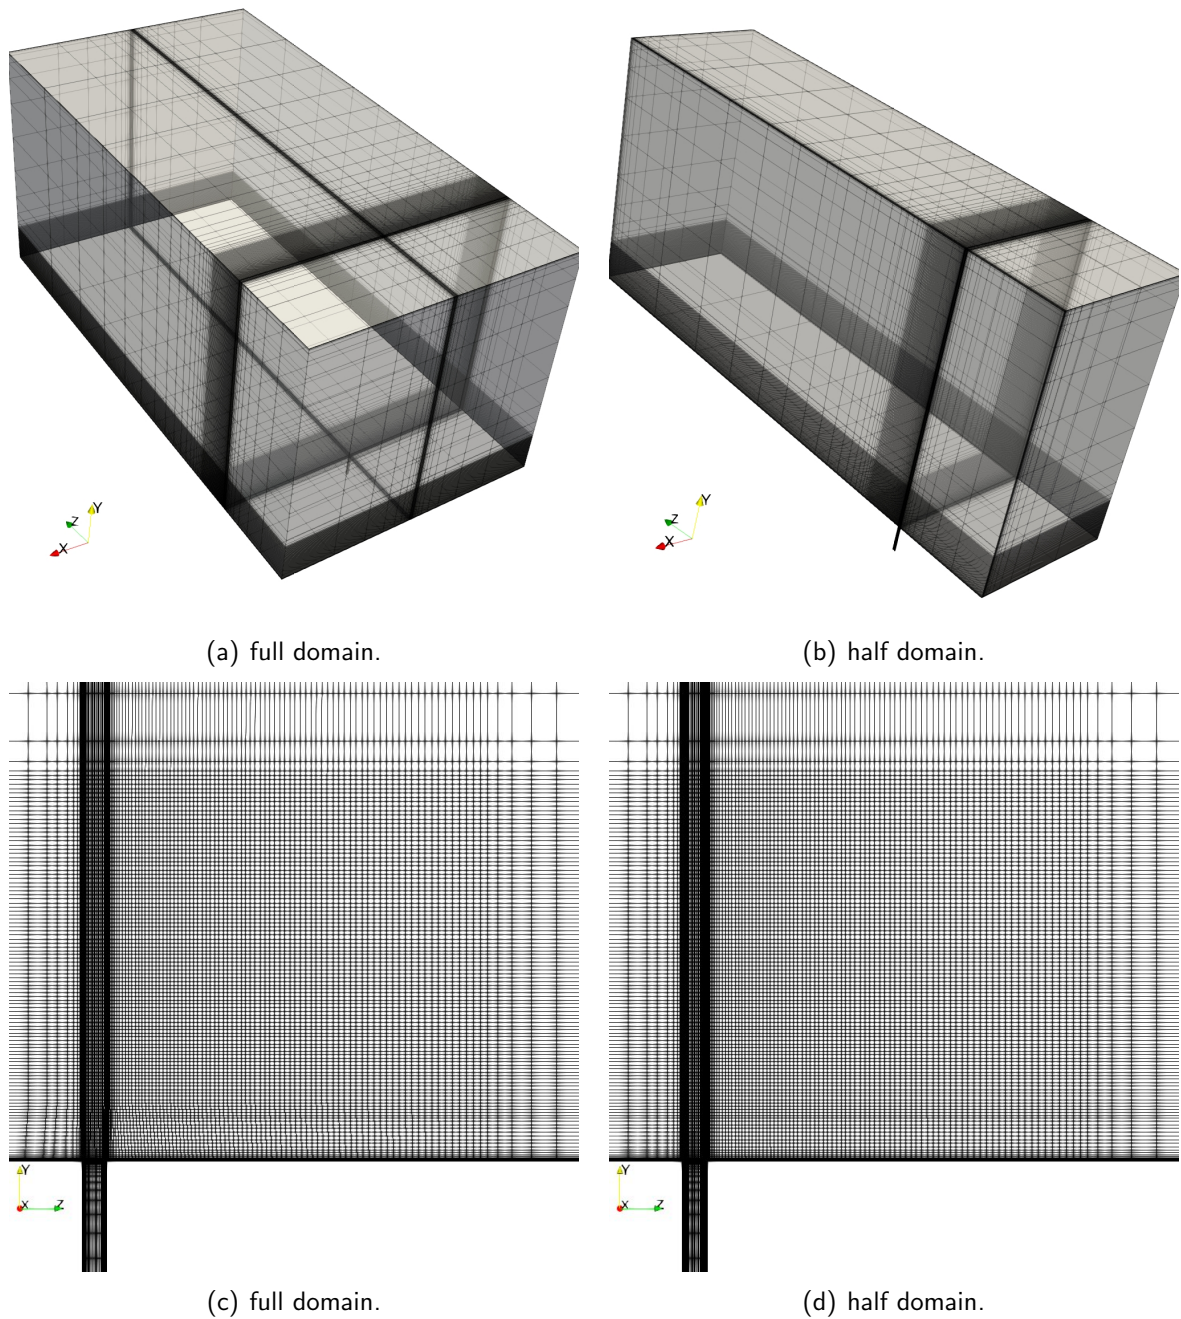 Y
Z
X
Y
Z
X
(a) full domain.
(b) half domain.
Y
X
Z
Y
X
Z
(c) full domain.
(d) half domain.